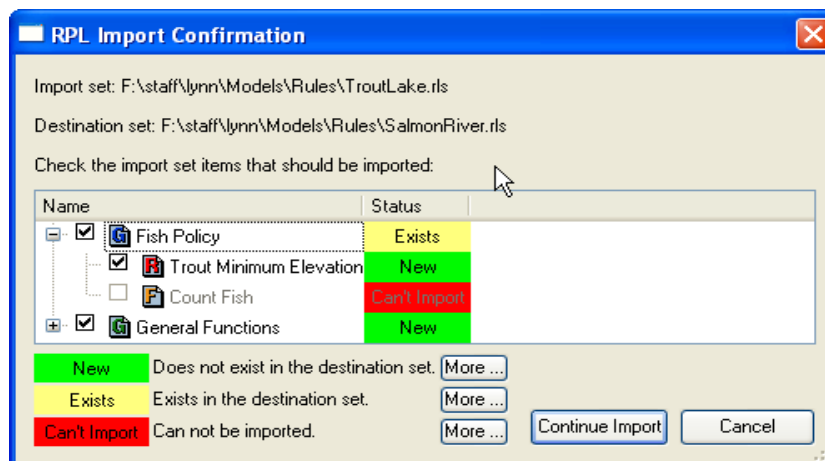 RPL Import Confirmation
Import set: F:\staff\lynn\Models\Rules\TroutLake.rls
Destination set: F:\staff\lynn\Models\Rules\SalmonRiver.rls
Check the import set items that should be imported:
Name Status
G Fish Policy Exists
R Trout Minimum Elevation New
F Count Fish Can't Import
G General Functions New
New Does not exist in the destination set. More ...
Exists Exists in the destination set. More ...
Can't Import Can not be imported. More ...
Continue Import Cancel